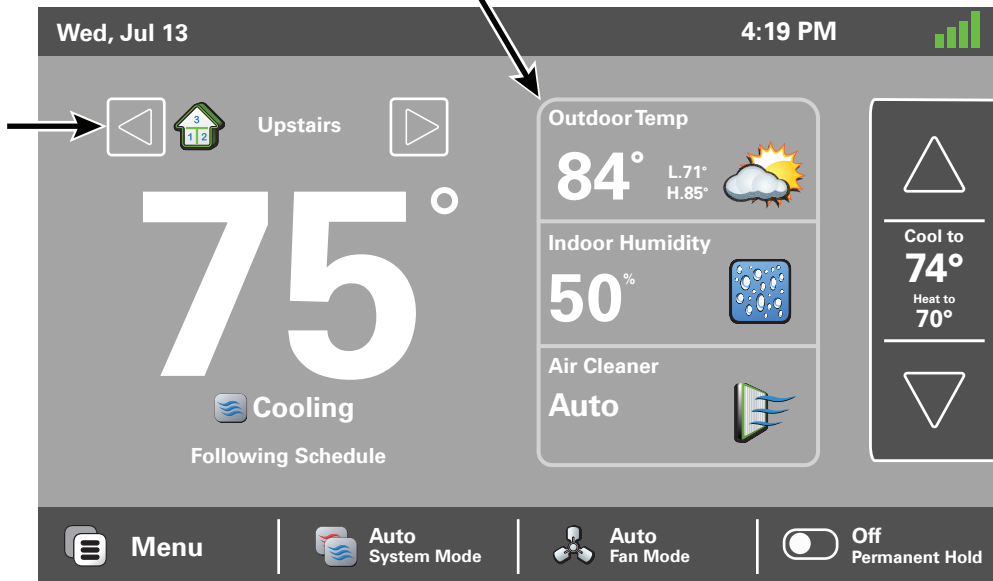 Wed, Jul 13
4:19 PM
3
1 2
Upstairs
75°
Cooling
Following Schedule
Outdoor Temp
84°
L.71°
H.85°
Indoor Humidity
50%
Air Cleaner
Auto
Cool to
74°
Heat to
70°
Menu
Auto
System Mode
Auto
Fan Mode
Off
Permanent Hold